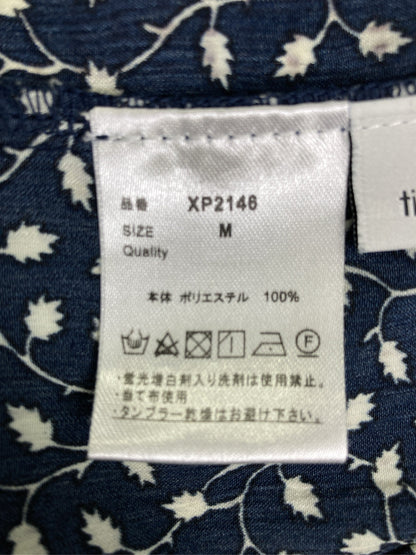 品番 XP2146
SIZE M
Quality
本体 ポリエステル 100%
F
・蛍光増白剤入り洗剤は使用禁止。
・当て布使用
・タンブラー乾燥はお避け下さい。
ti